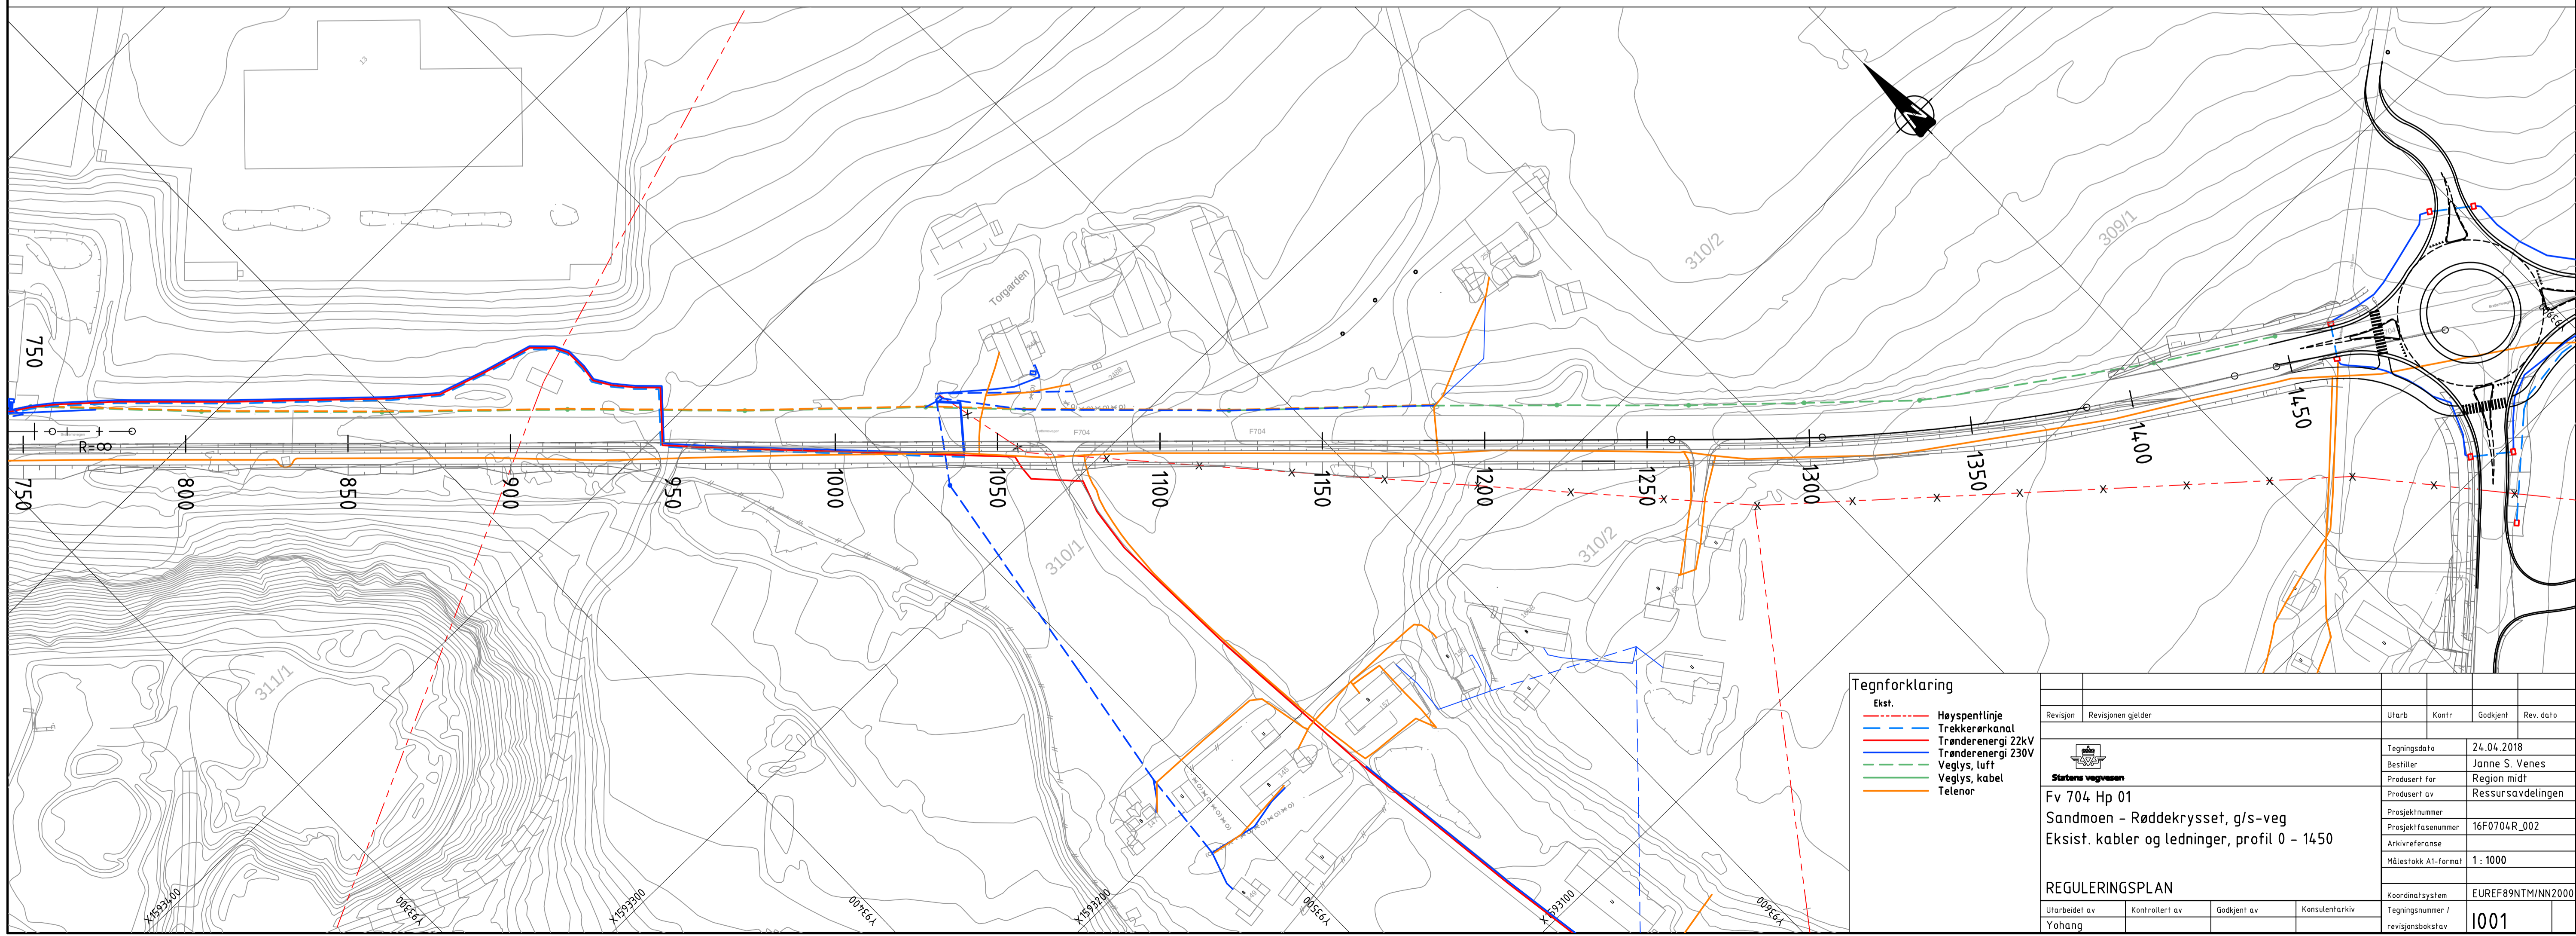 13
Torgarden
310/2
309/1
750
R=∞
F704
F704
750
800
850
900
950
1000
1050
1100
1150
1200
1250
1300
1350
1400
1450
310/1
310/2
311/1
157
X1593400
Y93300
X1593300
Y93400
X1593200
Y93500
X1593100
Y93600
Tegnforklaring
Ekst.
Høyspentlinje
Trekkerørkanal
Trønderenergi 22kV
Trønderenergi 230V
Veglys, luft
Veglys, kabel
Telenor
Revisjon Revisjonen gjelder Utarb Kontr Godkjent Rev. dato
Statens vegvesen
Tegningsdato 24.04.2018
Bestiller Janne S. Venes
Produsert for Region midt
Produsert av Ressursavdelingen
Fv 704 Hp 01
Sandmoen - Røddekrysset, g/s-veg
Eksist. kabler og ledninger, profil 0 - 1450
REGULERINGSPLAN
Prosjektnummer
Prosjektfasenummer 16F0704R_002
Arkivreferanse
Målestokk A1-format 1 : 1000
Koordinatsystem EUREF89NTM/NN2000
Utarbeidet av Kontrollert av Godkjent av Konsulentarkiv
Yohang
Tegningsnummer /
revisjonsbokstav I001